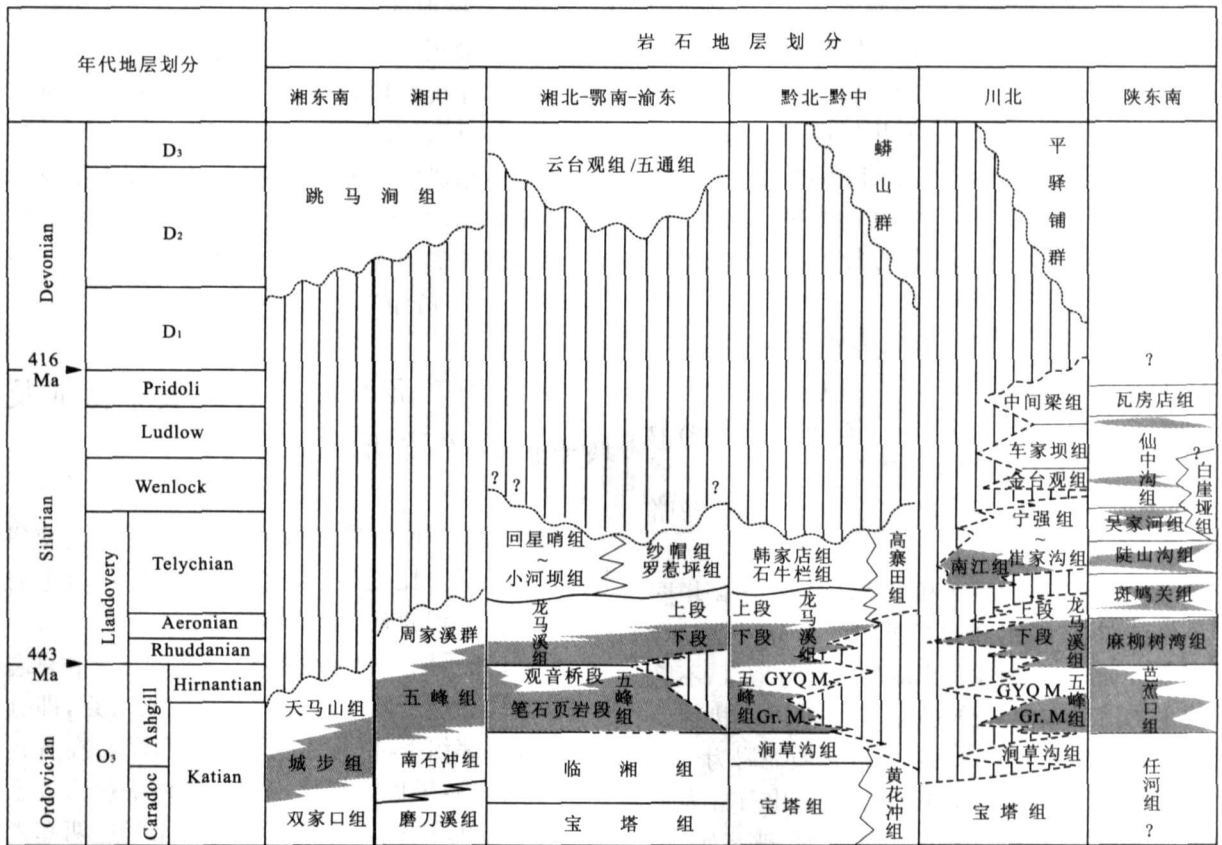 年代地层划分
岩石地层划分
湘东南
湘中
湘北-鄂南-渝东
黔北-黔中
川北
陕东南
Devonian
Silurian
Ordovician
416
Ma
443
Ma
Llandovery
O₃
Ashgill
Caradoc
D₃
D₂
D₁
Pridoli
Ludlow
Wenlock
Telychian
Aeronian
Rhuddanian
Hirnantian
Katian
跳马涧组
天马山组
城步组
双家口组
周家溪群
五峰组
南石冲组
磨刀溪组
云台观组/五通组
? ?
?
回星哨组
~
小河坝组
纱帽组
罗惹坪组
龙马溪组
上段
下段
观音桥段
笔石页岩段
五峰组
临湘组
宝塔组
蟒山群
韩家店组
石牛栏组
高寨田组
上段
下段
龙马溪组
五峰组
GYQ M.
Gr. M.
涧草沟组
宝塔组
黄花冲组
平驿铺群
中间梁组
车家坝组
金台观组
宁强组
~
崔家沟组
南江组
上段
下段
龙马溪组
GYQ M.
Gr. M.
五峰组
涧草沟组
宝塔组
?
瓦房店组
仙中沟组
?
白崖垭组
吴家河组
陡山沟组
斑鸠关组
麻柳树湾组
芭蕉口组
任河组
?